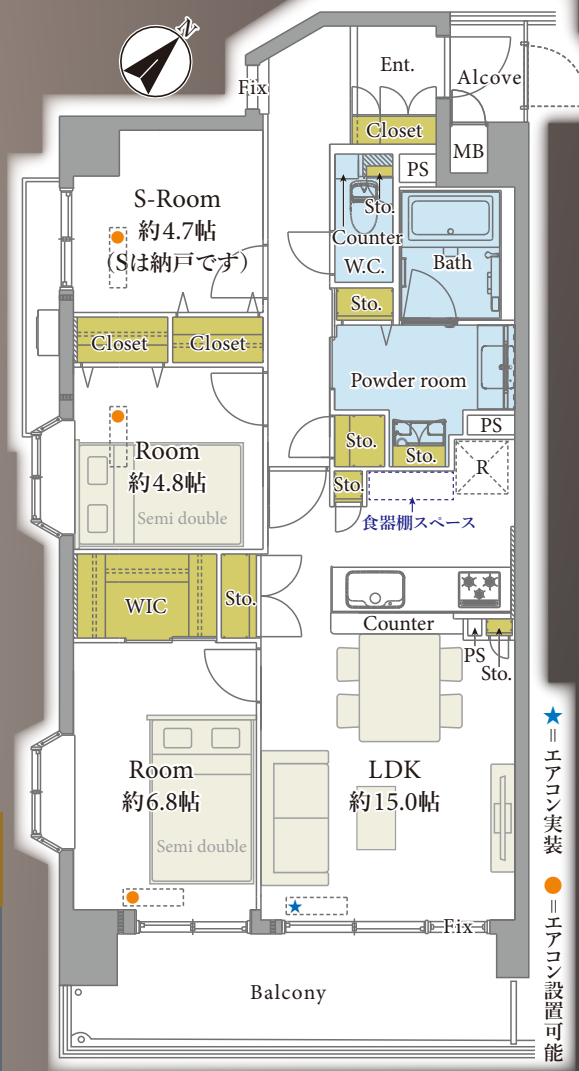 N
Fix
Ent.
Alcove
Closet
MB
PS
S-Room
約4.7帖
(Sは納戸です)
Sto.
Counter
W.C.
Bath
Sto.
Closet
Closet
Powder room
PS
Room
約4.8帖
Semi double
Sto.
Sto.
R
Sto.
食器棚スペース
WIC
Sto.
Counter
PS
Sto.
Room
約6.8帖
Semi double
LDK
約15.0帖
★=エアコン実装
●=エアコン設置可能
★
Fix
Balcony